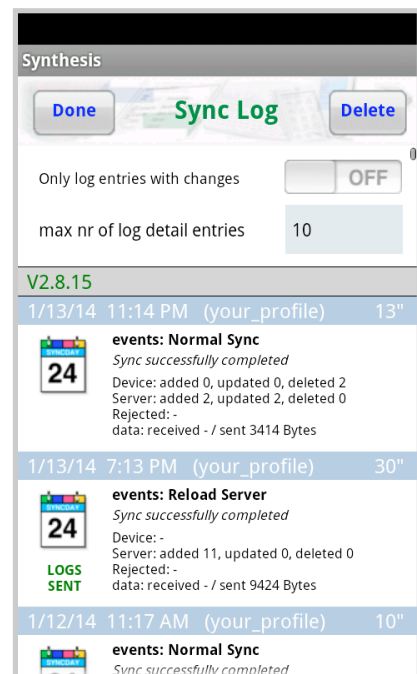 Synthesis
Done Sync Log Delete
Only log entries with changes OFF
max nr of log detail entries 10
V2.8.15
1/13/14 11:14 PM (your_profile) 13"
events: Normal Sync
SYNCDAY
24
Sync successfully completed
Device: added 0, updated 0, deleted 2
Server: added 2, updated 2, deleted 0
Rejected: -
data: received - / sent 3414 Bytes
1/13/14 7:13 PM (your_profile) 30"
events: Reload Server
SYNCDAY
24
Sync successfully completed
Device: -
Server: added 11, updated 0, deleted 0
LOGS SENT
Rejected: -
data: received - / sent 9424 Bytes
1/12/14 11:17 AM (your_profile) 10"
events: Normal Sync
Sync successfully completed